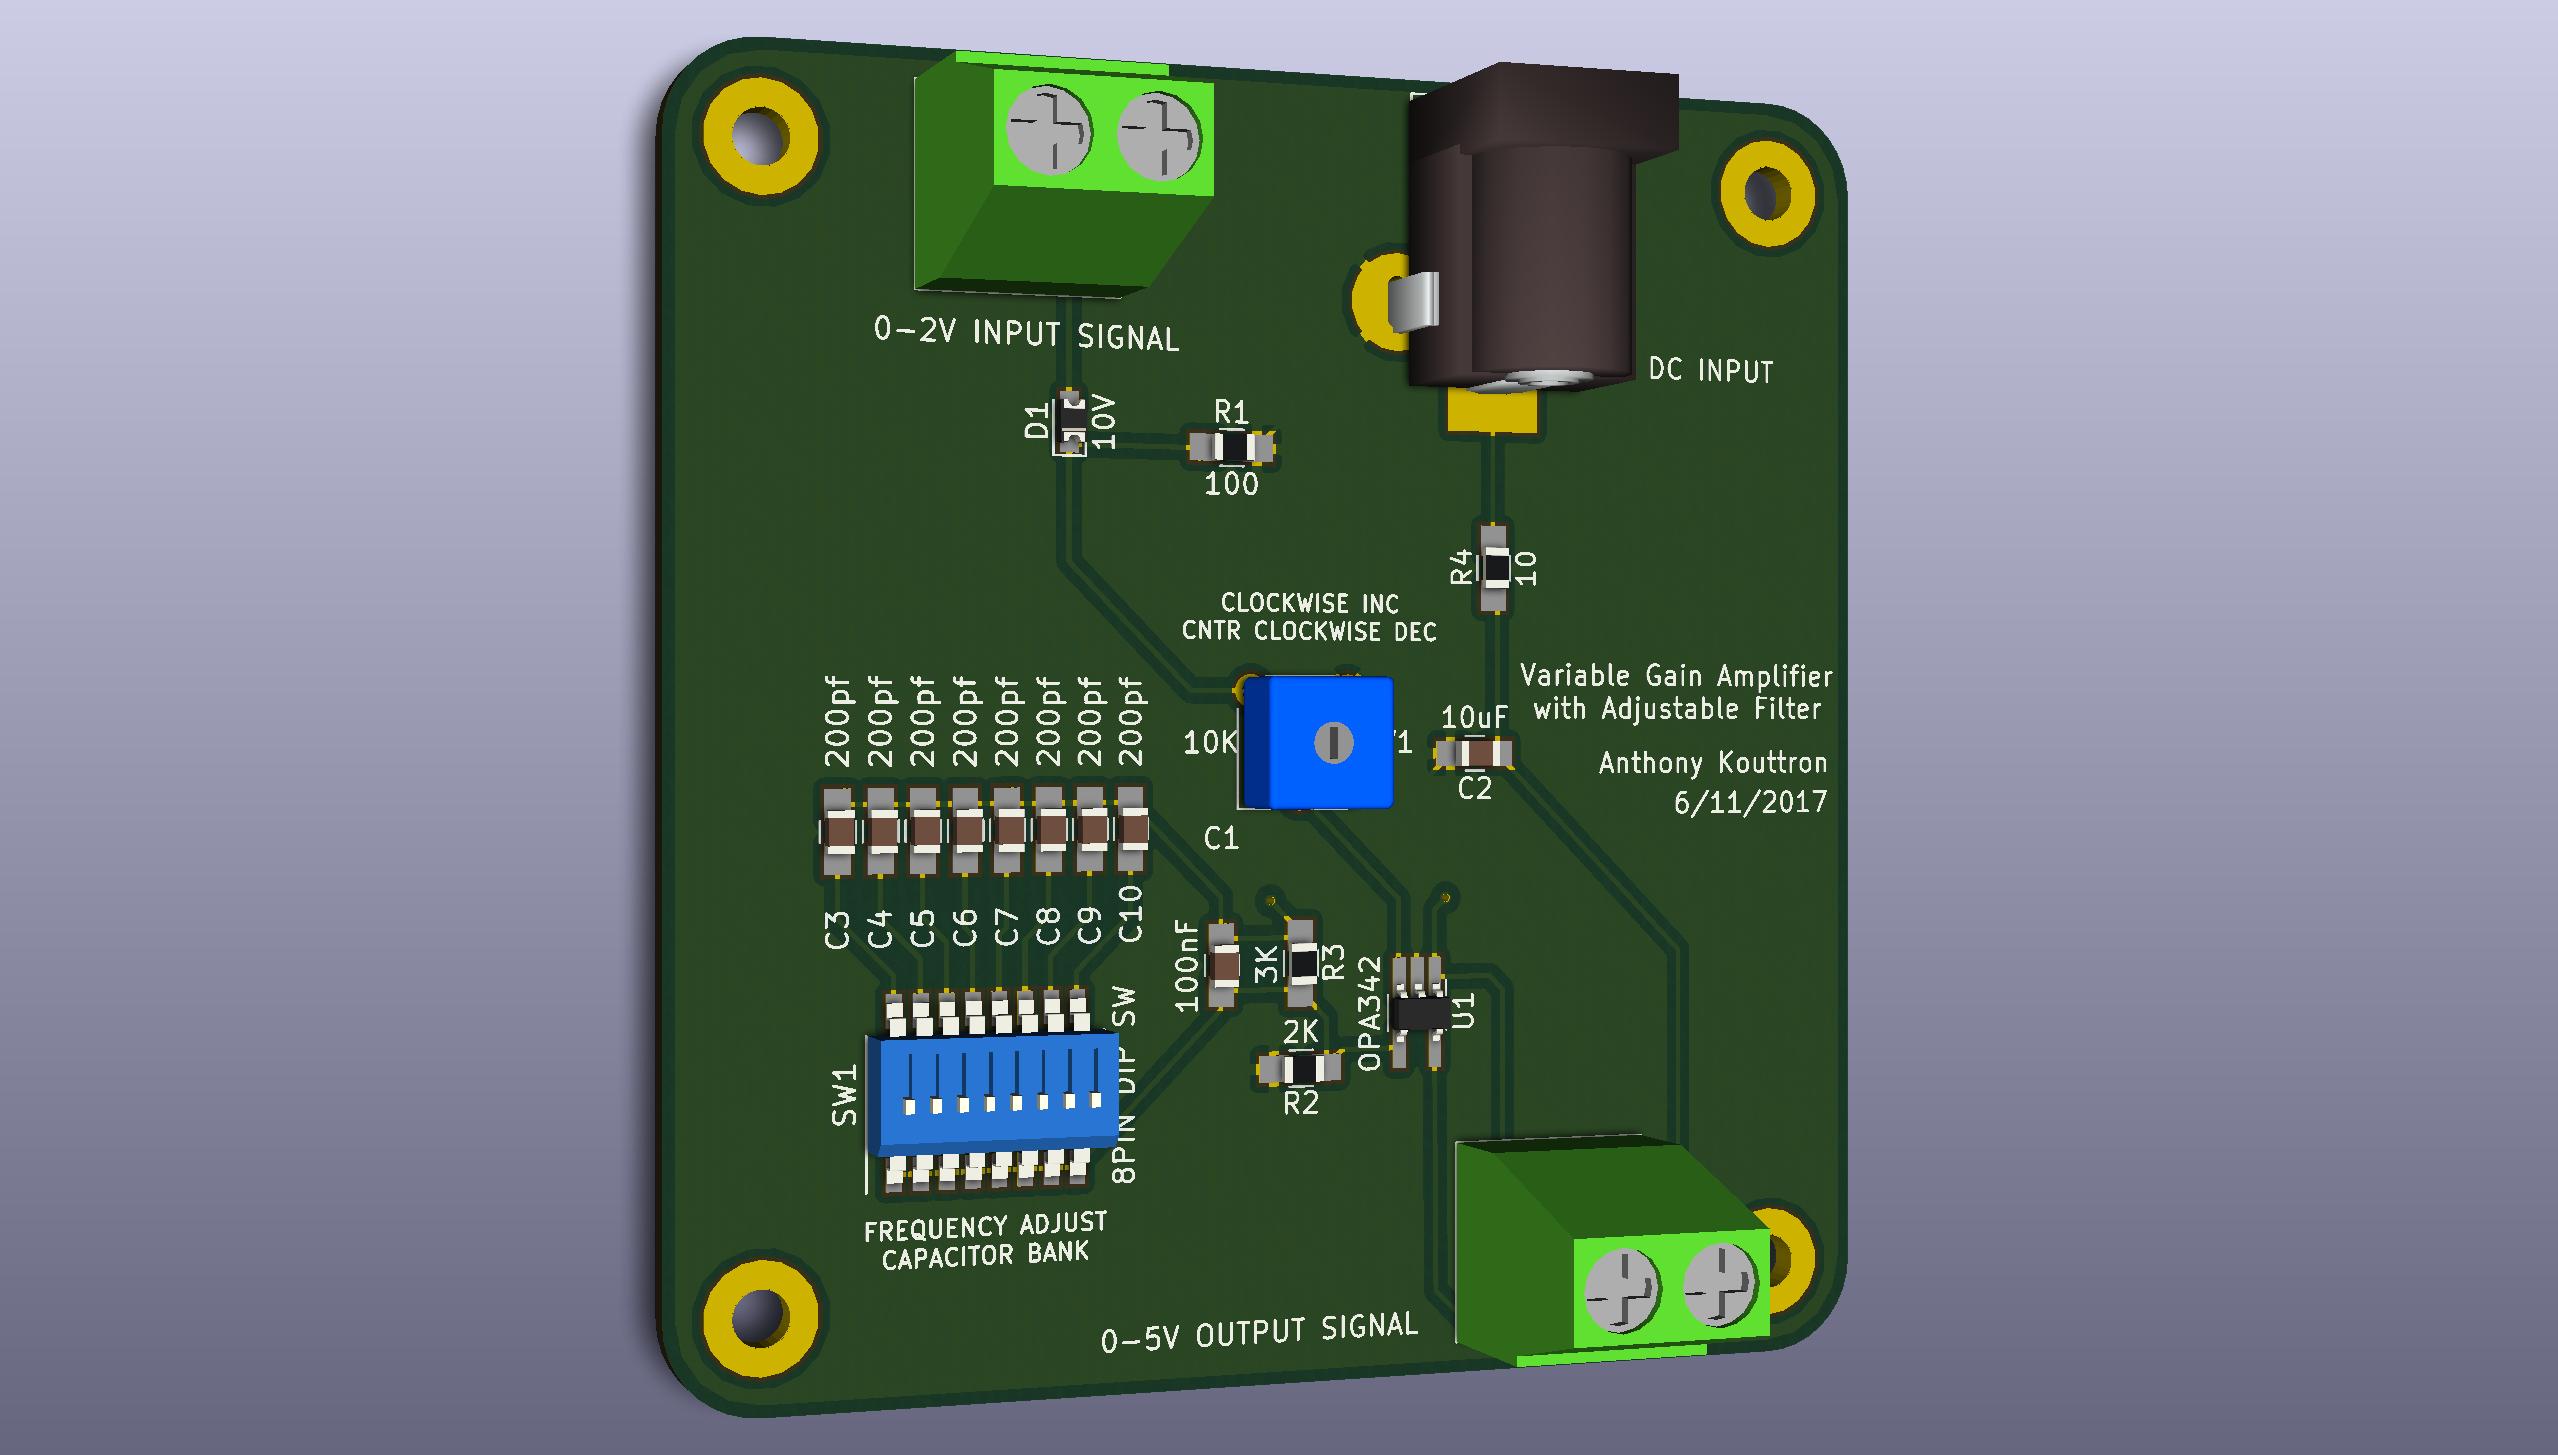 0-2V INPUT SIGNAL
DC INPUT
D1
10V
R1
100
R4
10
CLOCKWISE INC
CNTR CLOCKWISE DEC
Variable Gain Amplifier
with Adjustable Filter
Anthony Kouttron
6/11/2017
200pf
200pf
200pf
200pf
200pf
200pf
200pf
200pf
10K
10uF
C2
C1
C3
C4
C5
C6
C7
C8
C9
C10
100nF
3K
R3
2K
R2
OPA342
U1
SW1
8PIN DIP SW
FREQUENCY ADJUST
CAPACITOR BANK
0-5V OUTPUT SIGNAL